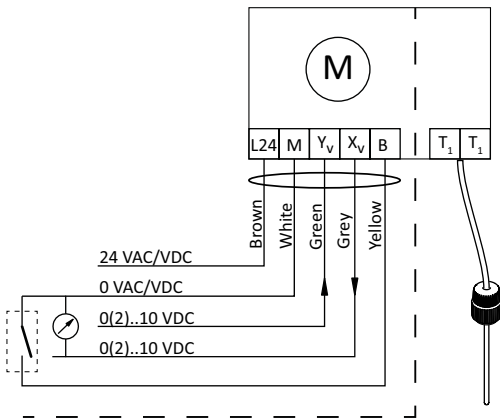 M
L24 M Yv Xv B T1 T1
Brown
White
Green
Grey
Yellow
24 VAC/VDC
0 VAC/VDC
0(2)..10 VDC
0(2)..10 VDC